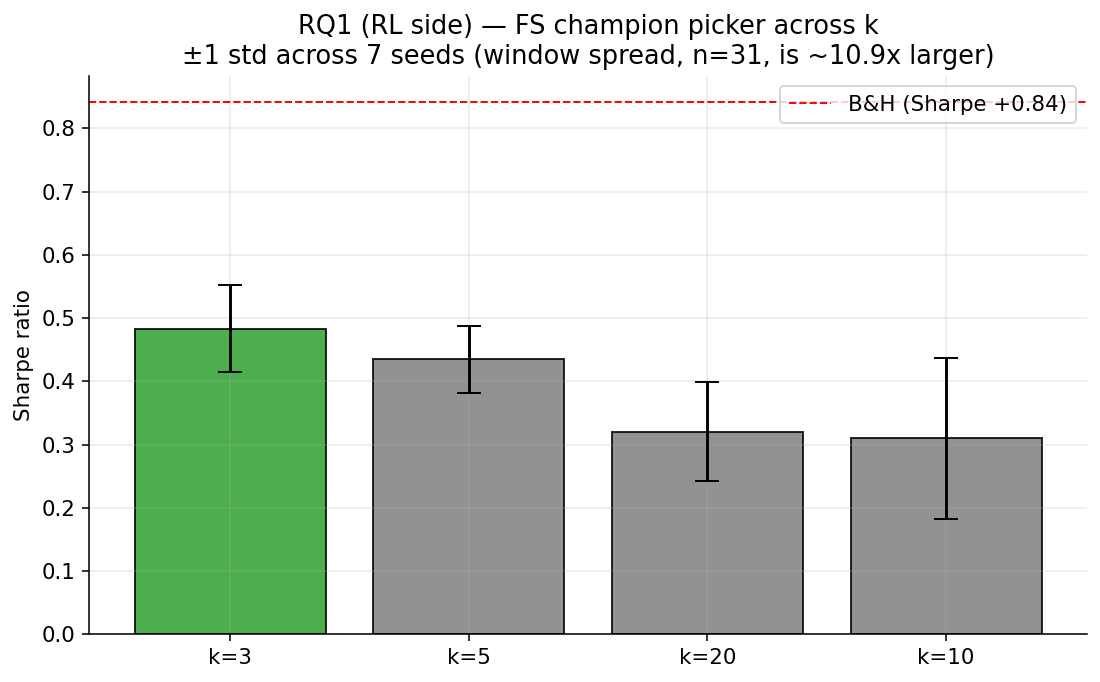 RQ1 (RL side) — FS champion picker across k
±1 std across 7 seeds (window spread, n=31, is ~10.9x larger)
B&H (Sharpe +0.84)
Sharpe ratio
0.8
0.7
0.6
0.5
0.4
0.3
0.2
0.1
0.0
k=3
k=5
k=20
k=10